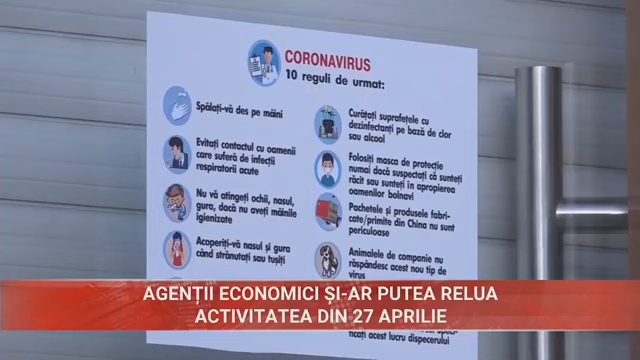 CORONAVIRUS
10 reguli de urmat:
Spălați-vă des pe mâini
Evitați contactul cu oamenii
care suferă de infecții
respiratorii acute
Nu vă atingeți ochii, nasul,
gura, dacă nu aveți mâinile
igienizate
Acoperiți-vă nasul și gura
când strănutați sau tușiți
Curățați suprafețele cu
dezinfectanți pe bază de clor
sau alcool
Folosiți masca de protecție
numai dacă suspectați că sunteți
răcit sau sunteți în apropierea
oamenilor bolnavi
Pachetele și produsele fabri-
cate/primite din China nu sunt
periculoase
Animalele de companie nu
răspândesc acest nou tip de
virus
ficați acest lucru dispecerului
AGENȚII ECONOMICI ȘI-AR PUTEA RELUA
ACTIVITATEA DIN 27 APRILIE